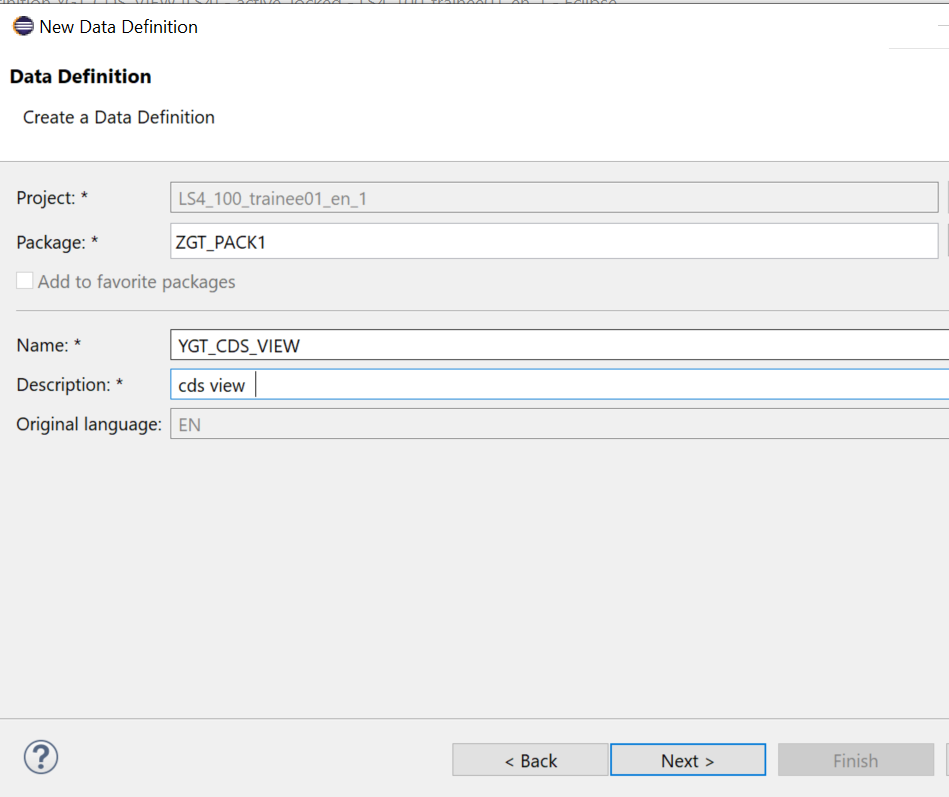 New Data Definition
Data Definition
Create a Data Definition
Project: * LS4_100_trainee01_en_1
Package: * ZGT_PACK1
Add to favorite packages
Name: * YGT_CDS_VIEW
Description: * cds view
Original language: EN
? < Back Next > Finish